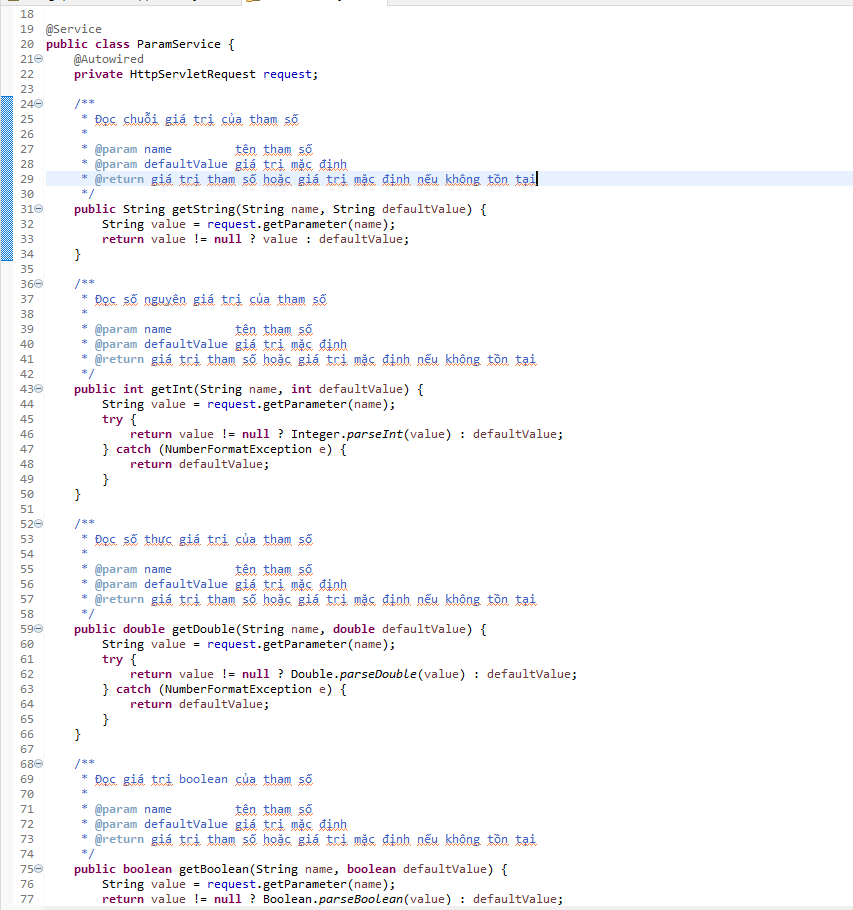 18
19 @Service
20 public class ParamService {
21 @Autowired
22 private HttpServletRequest request;
23
24 /**
25 * Đọc chuỗi giá trị của tham số
26 *
27 * @param name tên tham số
28 * @param defaultValue giá trị mặc định
29 * @return giá trị tham số hoặc giá trị mặc định nếu không tồn tại
30 */
31 public String getString(String name, String defaultValue) {
32 String value = request.getParameter(name);
33 return value != null ? value : defaultValue;
34 }
35
36 /**
37 * Đọc số nguyên giá trị của tham số
38 *
39 * @param name tên tham số
40 * @param defaultValue giá trị mặc định
41 * @return giá trị tham số hoặc giá trị mặc định nếu không tồn tại
42 */
43 public int getInt(String name, int defaultValue) {
44 String value = request.getParameter(name);
45 try {
46 return value != null ? Integer.parseInt(value) : defaultValue;
47 } catch (NumberFormatException e) {
48 return defaultValue;
49 }
50 }
51
52 /**
53 * Đọc số thực giá trị của tham số
54 *
55 * @param name tên tham số
56 * @param defaultValue giá trị mặc định
57 * @return giá trị tham số hoặc giá trị mặc định nếu không tồn tại
58 */
59 public double getDouble(String name, double defaultValue) {
60 String value = request.getParameter(name);
61 try {
62 return value != null ? Double.parseDouble(value) : defaultValue;
63 } catch (NumberFormatException e) {
64 return defaultValue;
65 }
66 }
67
68 /**
69 * Đọc giá trị boolean của tham số
70 *
71 * @param name tên tham số
72 * @param defaultValue giá trị mặc định
73 * @return giá trị tham số hoặc giá trị mặc định nếu không tồn tại
74 */
75 public boolean getBoolean(String name, boolean defaultValue) {
76 String value = request.getParameter(name);
77 return value != null ? Boolean.parseBoolean(value) : defaultValue;